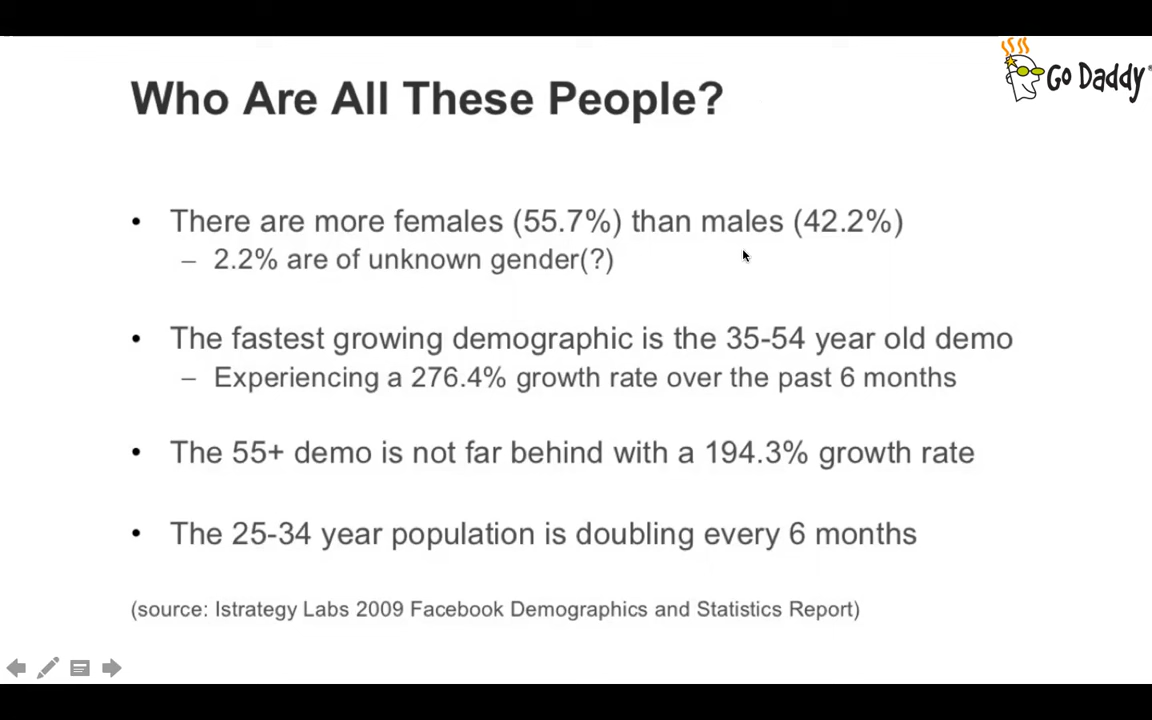 Go Daddy®
Who Are All These People?
• There are more females (55.7%) than males (42.2%)
– 2.2% are of unknown gender(?)
• The fastest growing demographic is the 35-54 year old demo
– Experiencing a 276.4% growth rate over the past 6 months
• The 55+ demo is not far behind with a 194.3% growth rate
• The 25-34 year population is doubling every 6 months
(source: Istrategy Labs 2009 Facebook Demographics and Statistics Report)